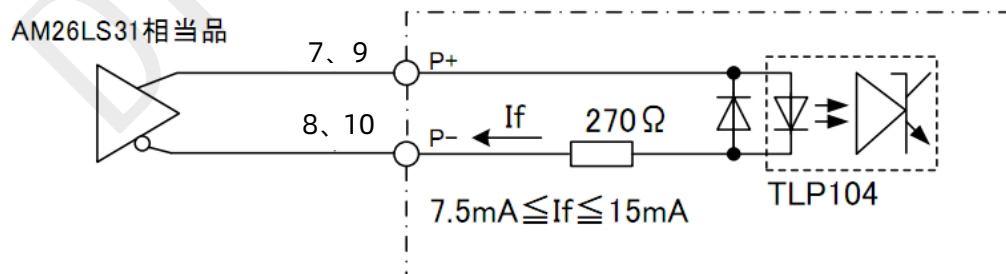 AM26LS31相当品
7、9
P+
8、10
P-
If
270Ω
7.5mA≦If≦15mA
TLP104